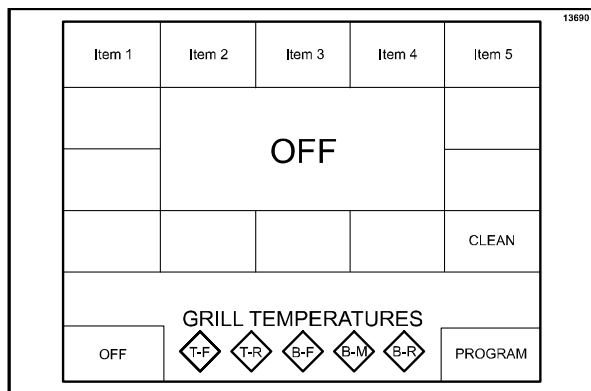 13690
Item 1 Item 2 Item 3 Item 4 Item 5
OFF
CLEAN
GRILL TEMPERATURES
OFF T-F T-R B-F B-M B-R PROGRAM